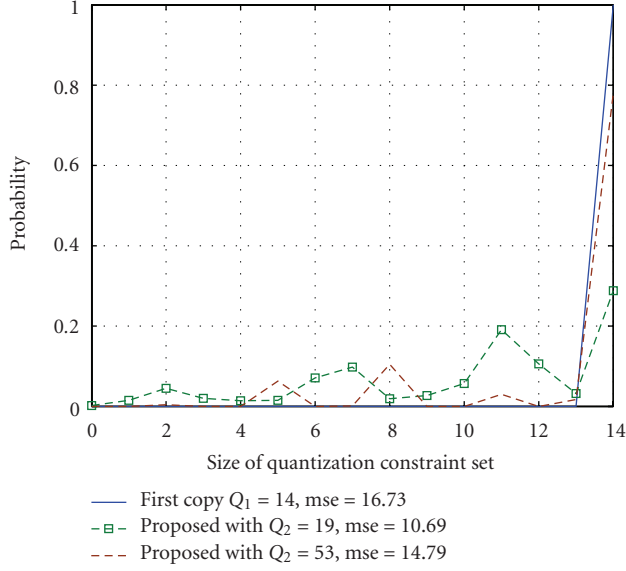 1
0.8
0.6
0.4
0.2
0
Probability
0 2 4 6 8 10 12 14
Size of quantization constraint set
First copy Q1 = 14, mse = 16.73
Proposed with Q2 = 19, mse = 10.69
Proposed with Q2 = 53, mse = 14.79